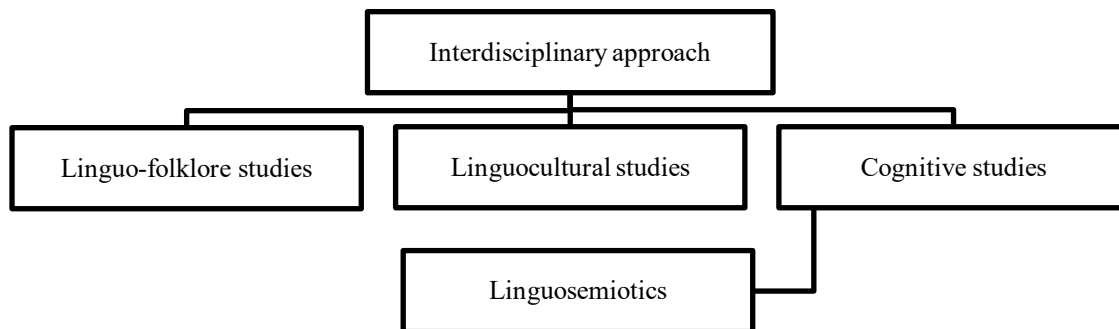 Interdisciplinary approach
Linguo-folklore studies
Linguocultural studies
Cognitive studies
Linguosemiotics